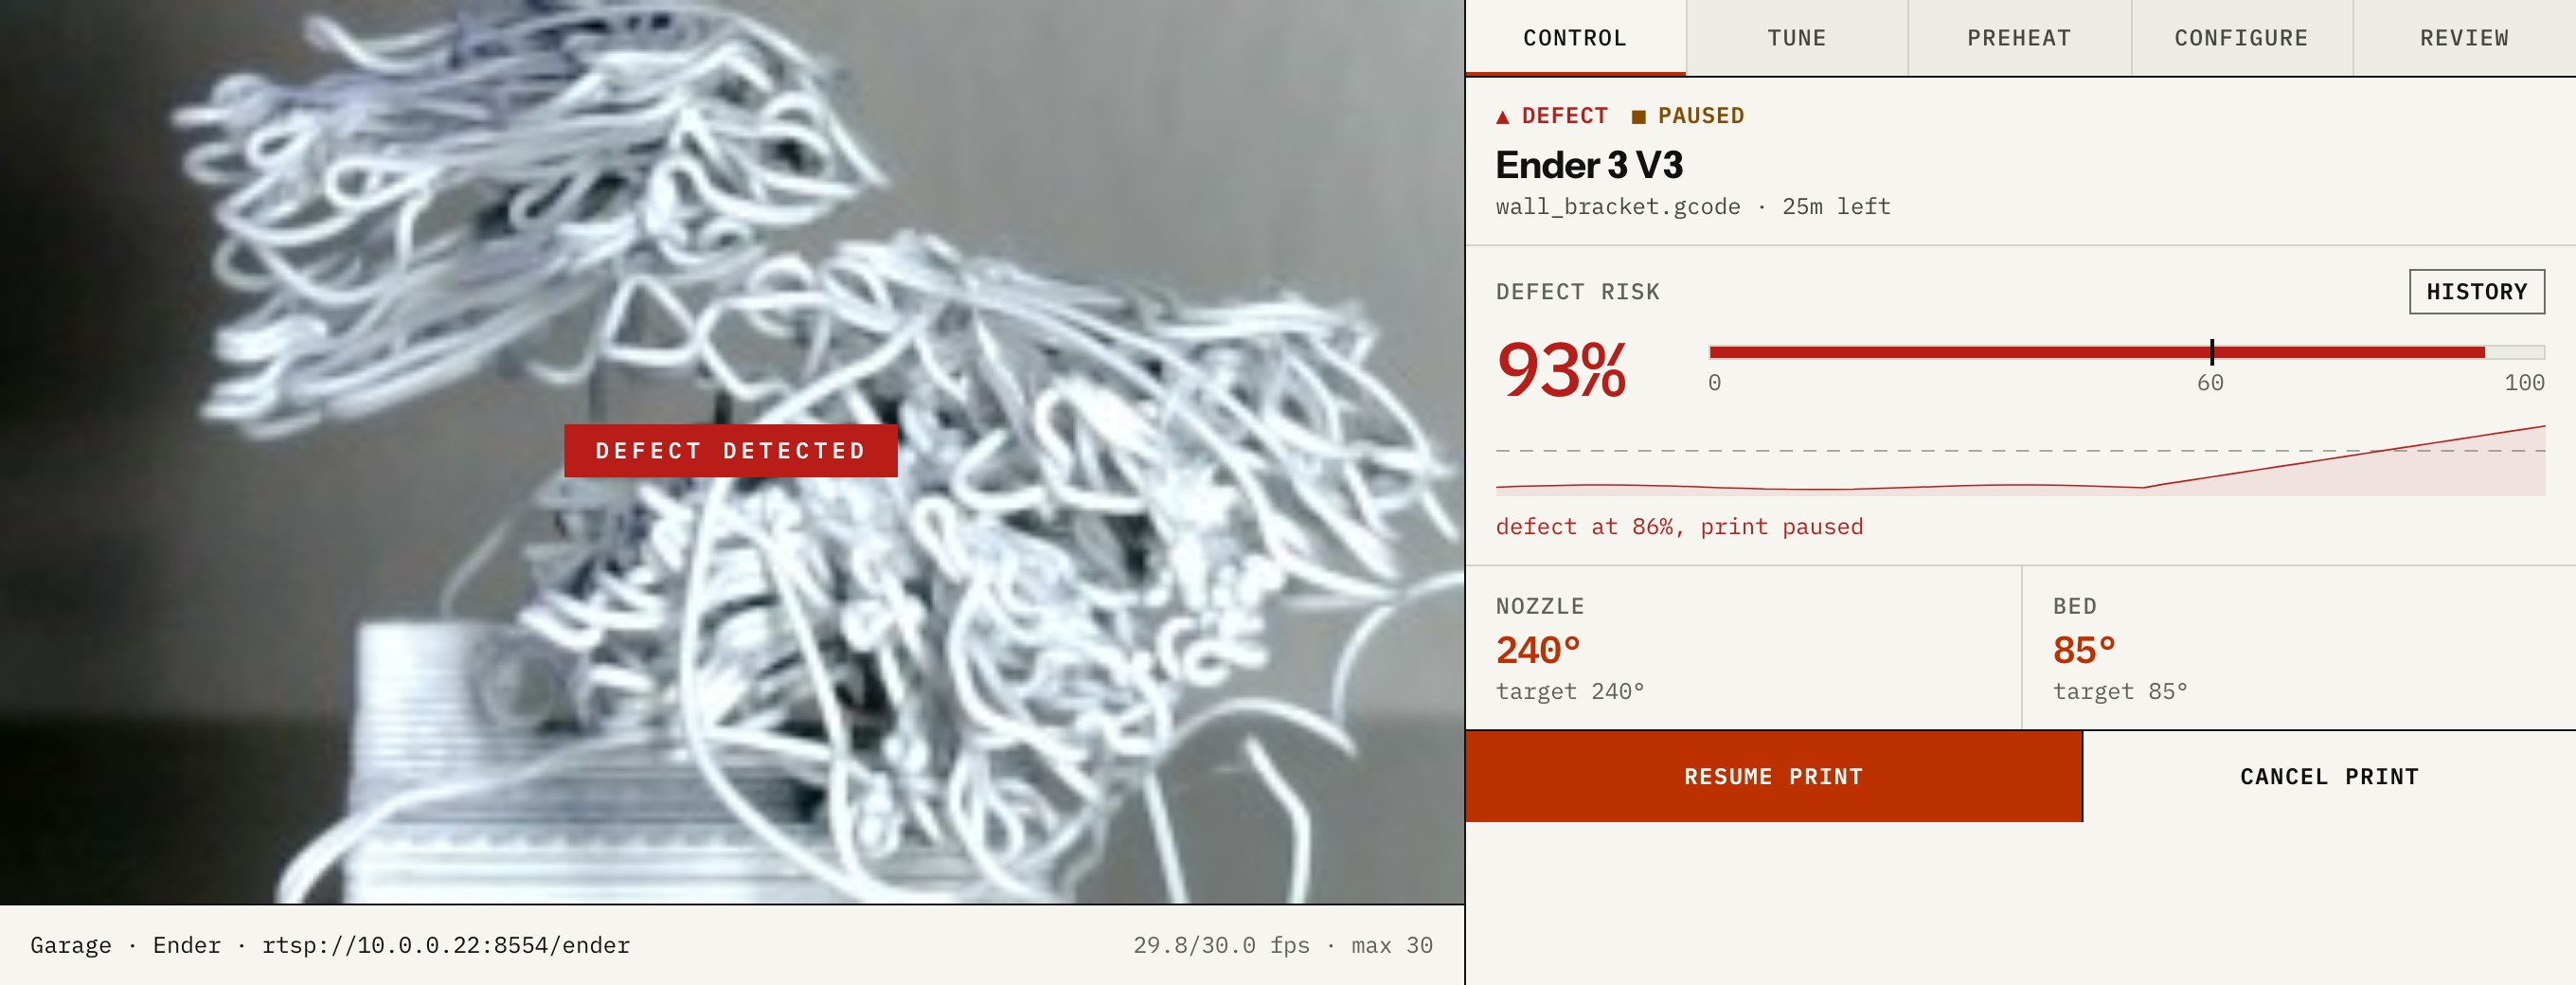 DEFECT DETECTED
Garage · Ender · rtsp://10.0.0.22:8554/ender
29.8/30.0 fps · max 30
CONTROL
TUNE
PREHEAT
CONFIGURE
REVIEW
▲ DEFECT ■ PAUSED
Ender 3 V3
wall_bracket.gcode · 25m left
DEFECT RISK
HISTORY
93%
0 60 100
defect at 86%, print paused
NOZZLE
240°
target 240°
BED
85°
target 85°
RESUME PRINT
CANCEL PRINT